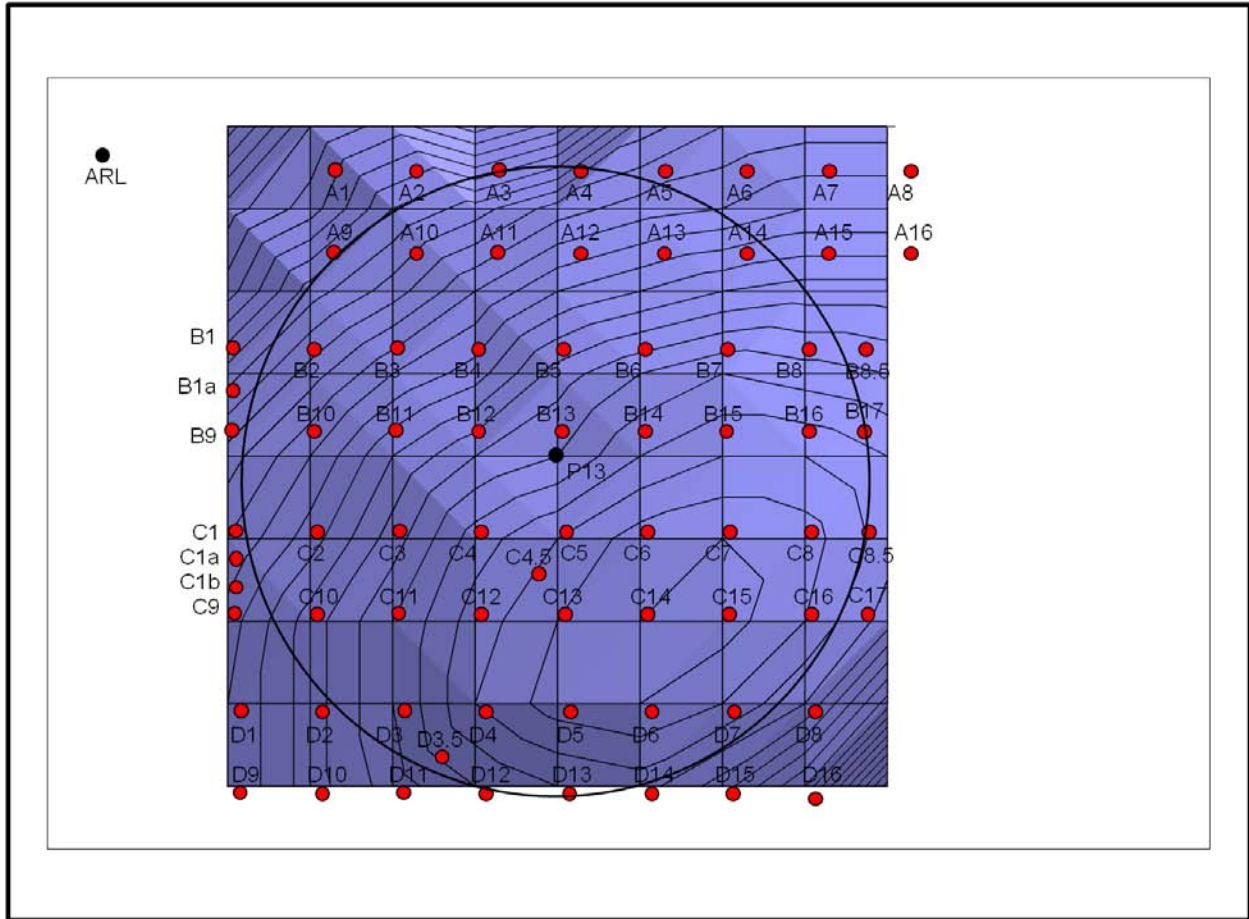 ARL
A1 A2 A3 A4 A5 A6 A7 A8
A9 A10 A11 A12 A13 A14 A15 A16
B1
B2 B3 B4 B5 B6 B7 B8 B8.5
B1a
B10 B11 B12 B13 B14 B15 B16 B17
B9
P13
C1
C2 C3 C4 C4.5 C5 C6 C7 C8 C8.5
C1a
C1b
C9 C10 C11 C12 C13 C14 C15 C16 C17
D1 D2 D3 D3.5 D4 D5 D6 D7 D8
D9 D10 D11 D12 D13 D14 D15 D16